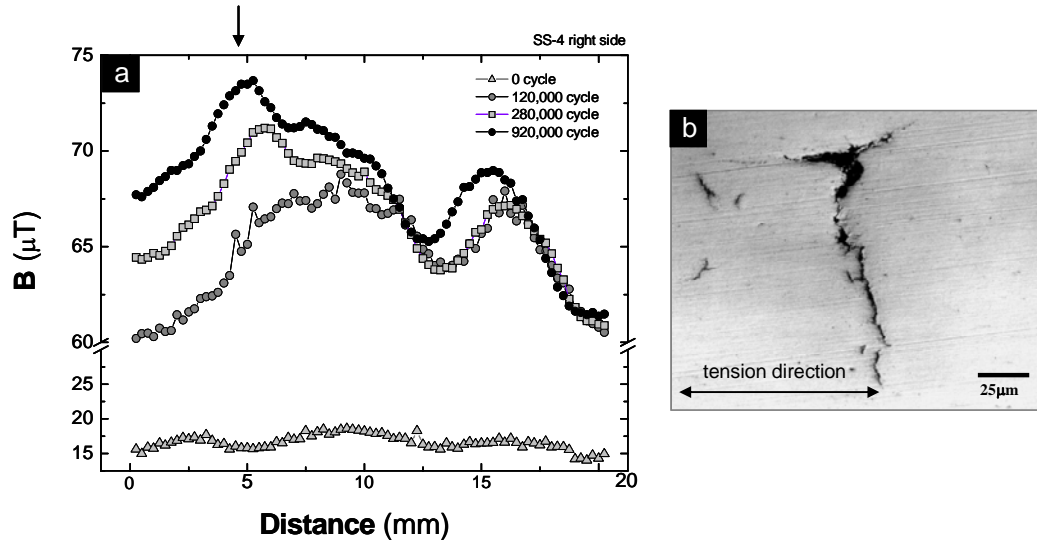 SS-4 right side
a
0 cycle
120,000 cycle
280,000 cycle
920,000 cycle
75
70
65
60
25
20
15
B (μT)
0
5
10
15
20
Distance (mm)
b
tension direction
25μm